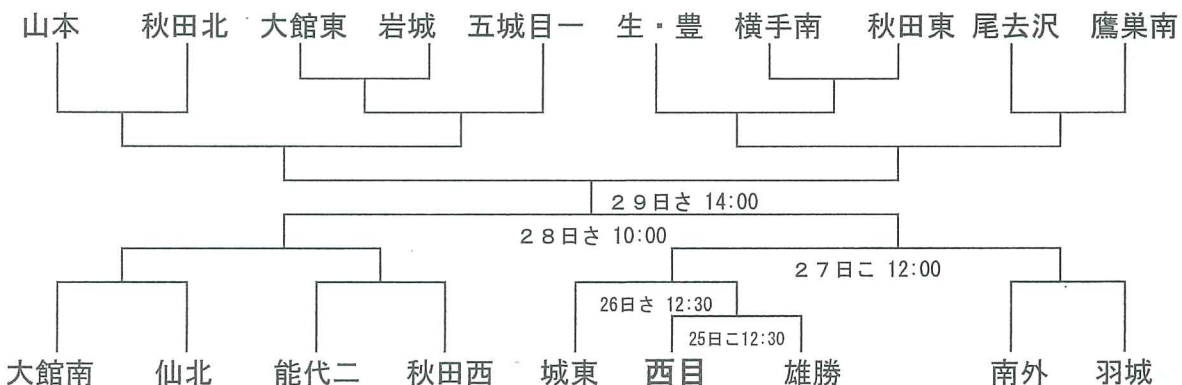 山本 秋田北 大館東 岩城 五城目一 生・豊 横手南 秋田東 尾去沢 鷹巣南
29日さ 14:00
28日さ 10:00
27日こ 12:00
26日さ 12:30
25日こ12:30
大館南 仙北 能代二 秋田西 城東 西目 雄勝 南外 羽城